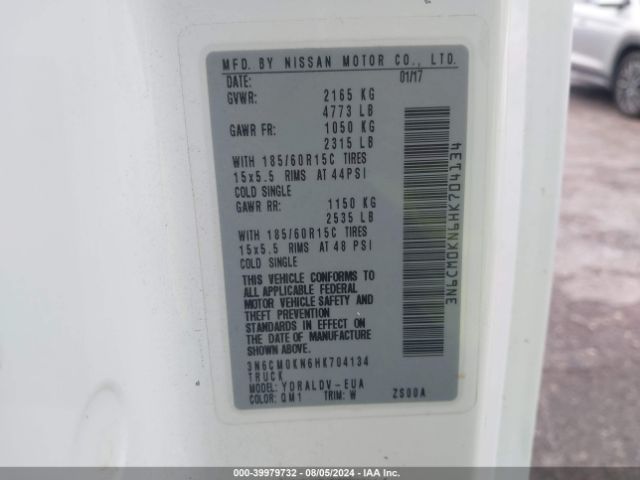 MFD. BY NISSAN MOTOR CO., LTD.
DATE: 01/17
GVWR: 2165 KG
4773 LB
GAWR FR: 1050 KG
2315 LB
WITH 185/60R15C TIRES
15x5.5 RIMS AT 44PSI
COLD SINGLE
GAWR RR: 1150 KG
2535 LB
WITH 185/60R15C TIRES
15x5.5 RIMS AT 48 PSI
COLD SINGLE
THIS VEHICLE CONFORMS TO
ALL APPLICABLE FEDERAL
MOTOR VEHICLE SAFETY AND
THEFT PREVENTION
STANDARDS IN EFFECT ON
THE DATE OF MANUFACTURE
SHOWN ABOVE.
3N6CM0KN6HK704134
TRUCK
MODEL: YDRALDV-EUA
COLOR: QM1 TRIM: W ZS00A
3N6CM0KN6HK704134
000-39979732 - 08/05/2024 - IAA Inc.